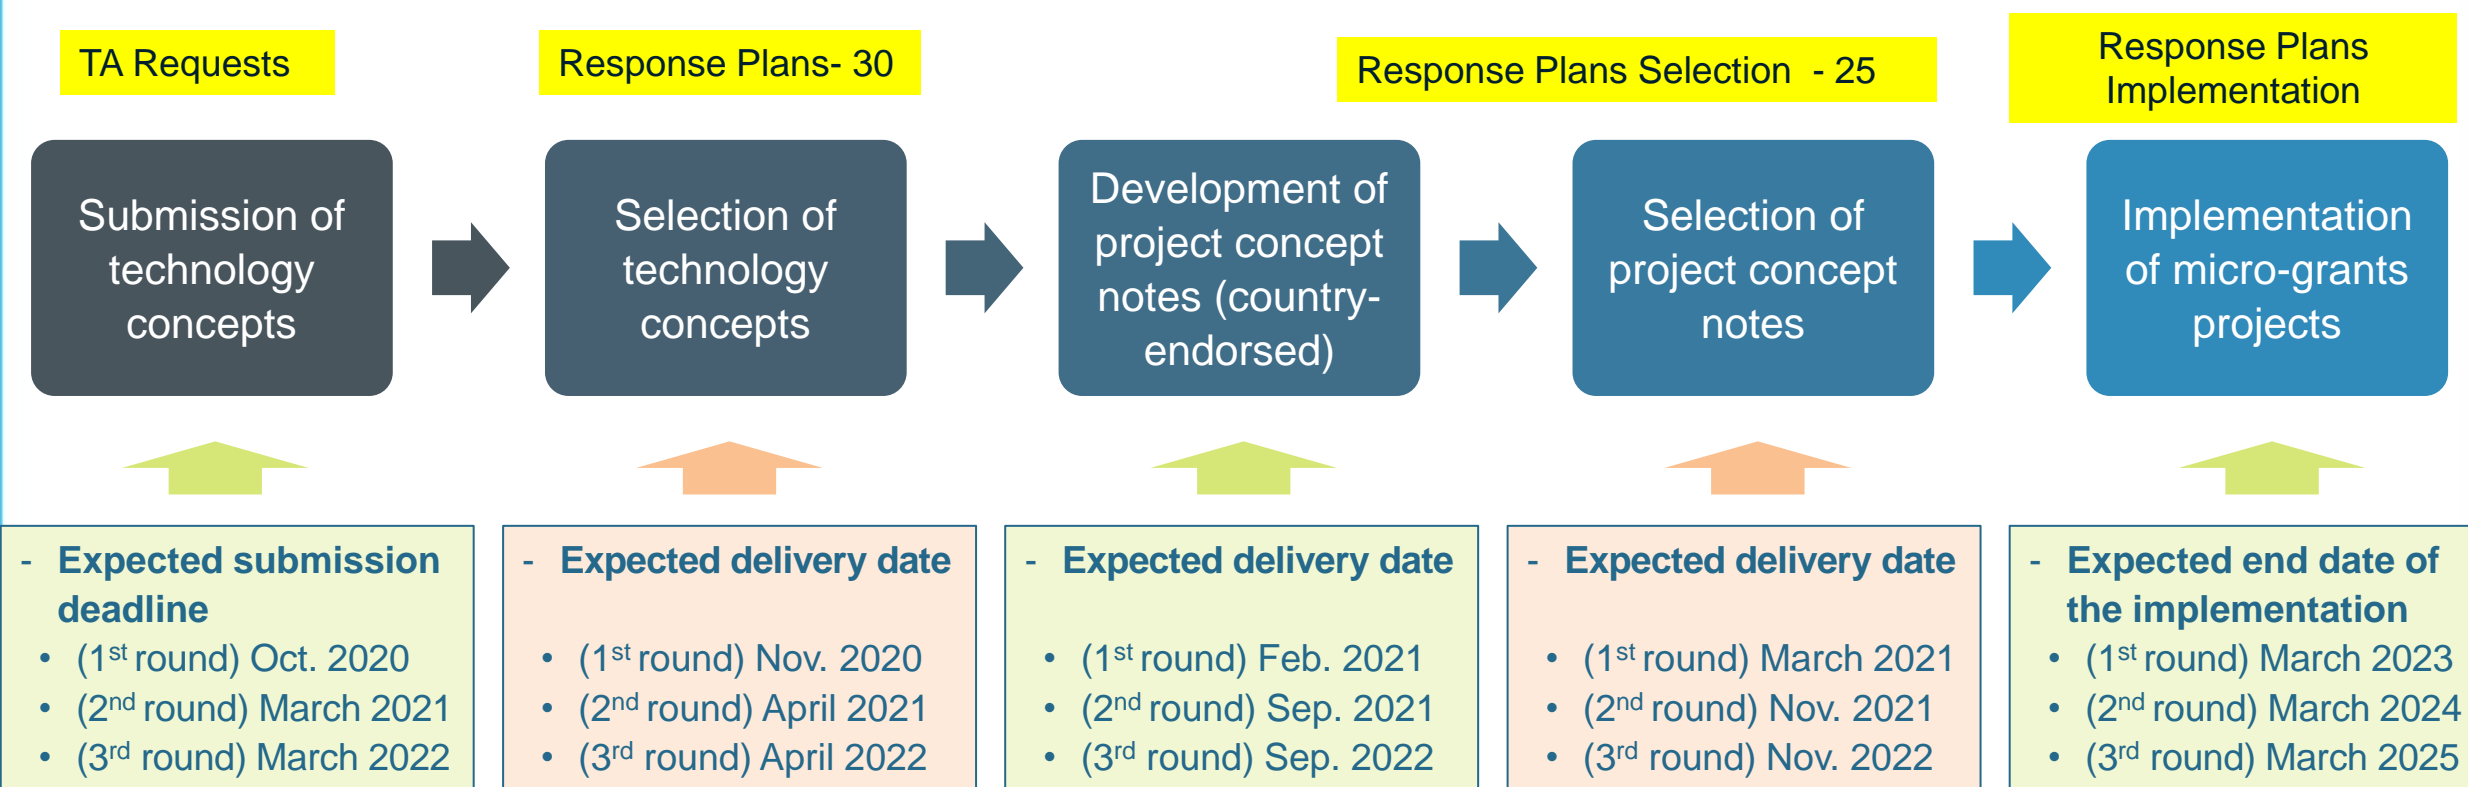 TA Requests
Response Plans- 30
Response Plans Selection - 25
Response Plans
Implementation
Submission of
technology
concepts
Selection of
technology
concepts
Development of
project concept
notes (country-
endorsed)
Selection of
project concept
notes
Implementation
of micro-grants
projects
- Expected submission
deadline
• (1st round) Oct. 2020
• (2nd round) March 2021
• (3rd round) March 2022
- Expected delivery date
• (1st round) Nov. 2020
• (2nd round) April 2021
• (3rd round) April 2022
- Expected delivery date
• (1st round) Feb. 2021
• (2nd round) Sep. 2021
• (3rd round) Sep. 2022
- Expected delivery date
• (1st round) March 2021
• (2nd round) Nov. 2021
• (3rd round) Nov. 2022
- Expected end date of
the implementation
• (1st round) March 2023
• (2nd round) March 2024
• (3rd round) March 2025